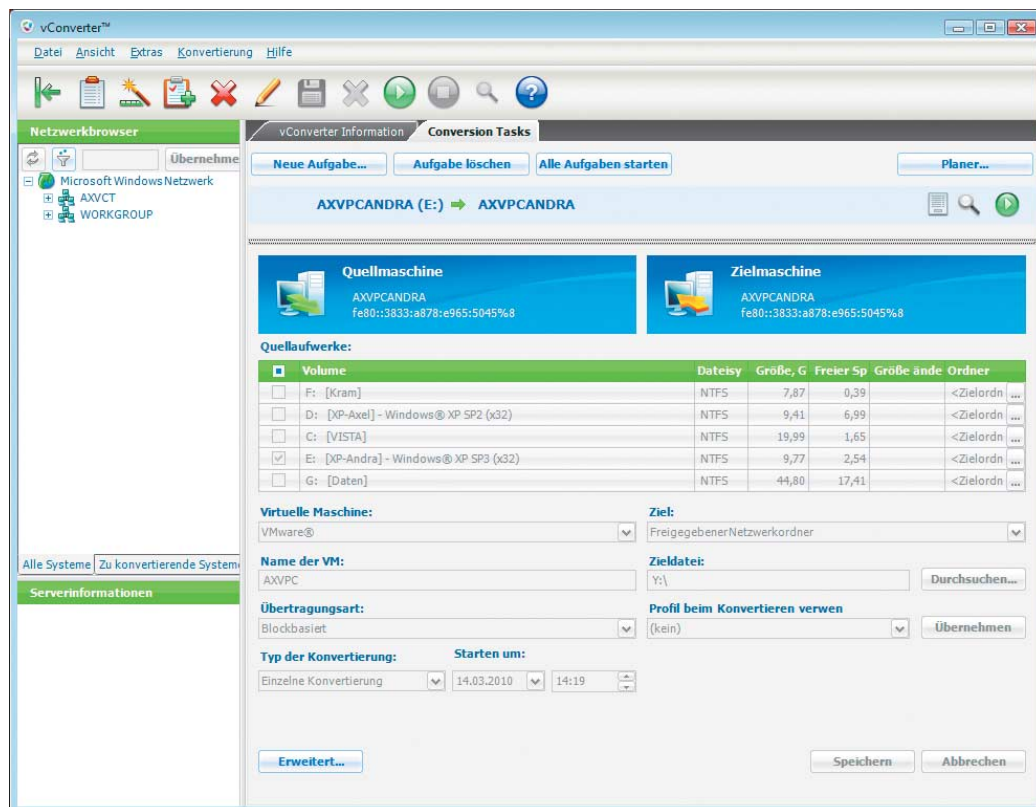 vConverter™
Datei Ansicht Extras Konvertierung Hilfe
Netzwerkbrowser
Übernehme
Microsoft Windows Netzwerk
AXVCT
WORKGROUP
Alle Systeme Zu konvertierende System
Serverinformationen
vConverter Information Conversion Tasks
Neue Aufgabe... Aufgabe löschen Alle Aufgaben starten Planer...
AXVPCANDRA (E:) AXVPCANDRA
Quellmaschine
AXVPCANDRA
fe80::3833:a878:e965:5045%8
Zielmaschine
AXVPCANDRA
fe80::3833:a878:e965:5045%8
Quellaufwerke:
Volume Dateisy Größe, G Freier Sp Größe ände Ordner
F: [Kram] NTFS 7,87 0,39 <Zielordn ...
D: [XP-Axel] - Windows® XP SP2 (x32) NTFS 9,41 6,99 <Zielordn ...
C: [VISTA] NTFS 19,99 1,65 <Zielordn ...
E: [XP-Andra] - Windows® XP SP3 (x32) NTFS 9,77 2,54 <Zielordn ...
G: [Daten] NTFS 44,80 17,41 <Zielordn ...
Virtuelle Maschine: Ziel:
VMware® FreigegebenerNetzwerkordner
Name der VM: Zieldatei:
AXVPC Y:\ Durchsuchen...
Übertragungsart: Profil beim Konvertieren verwen
Blockbasiert (kein) Übernehmen
Typ der Konvertierung: Starten um:
Einzelne Konvertierung 14.03.2010 14:19
Erweitert... Speichern Abbrechen